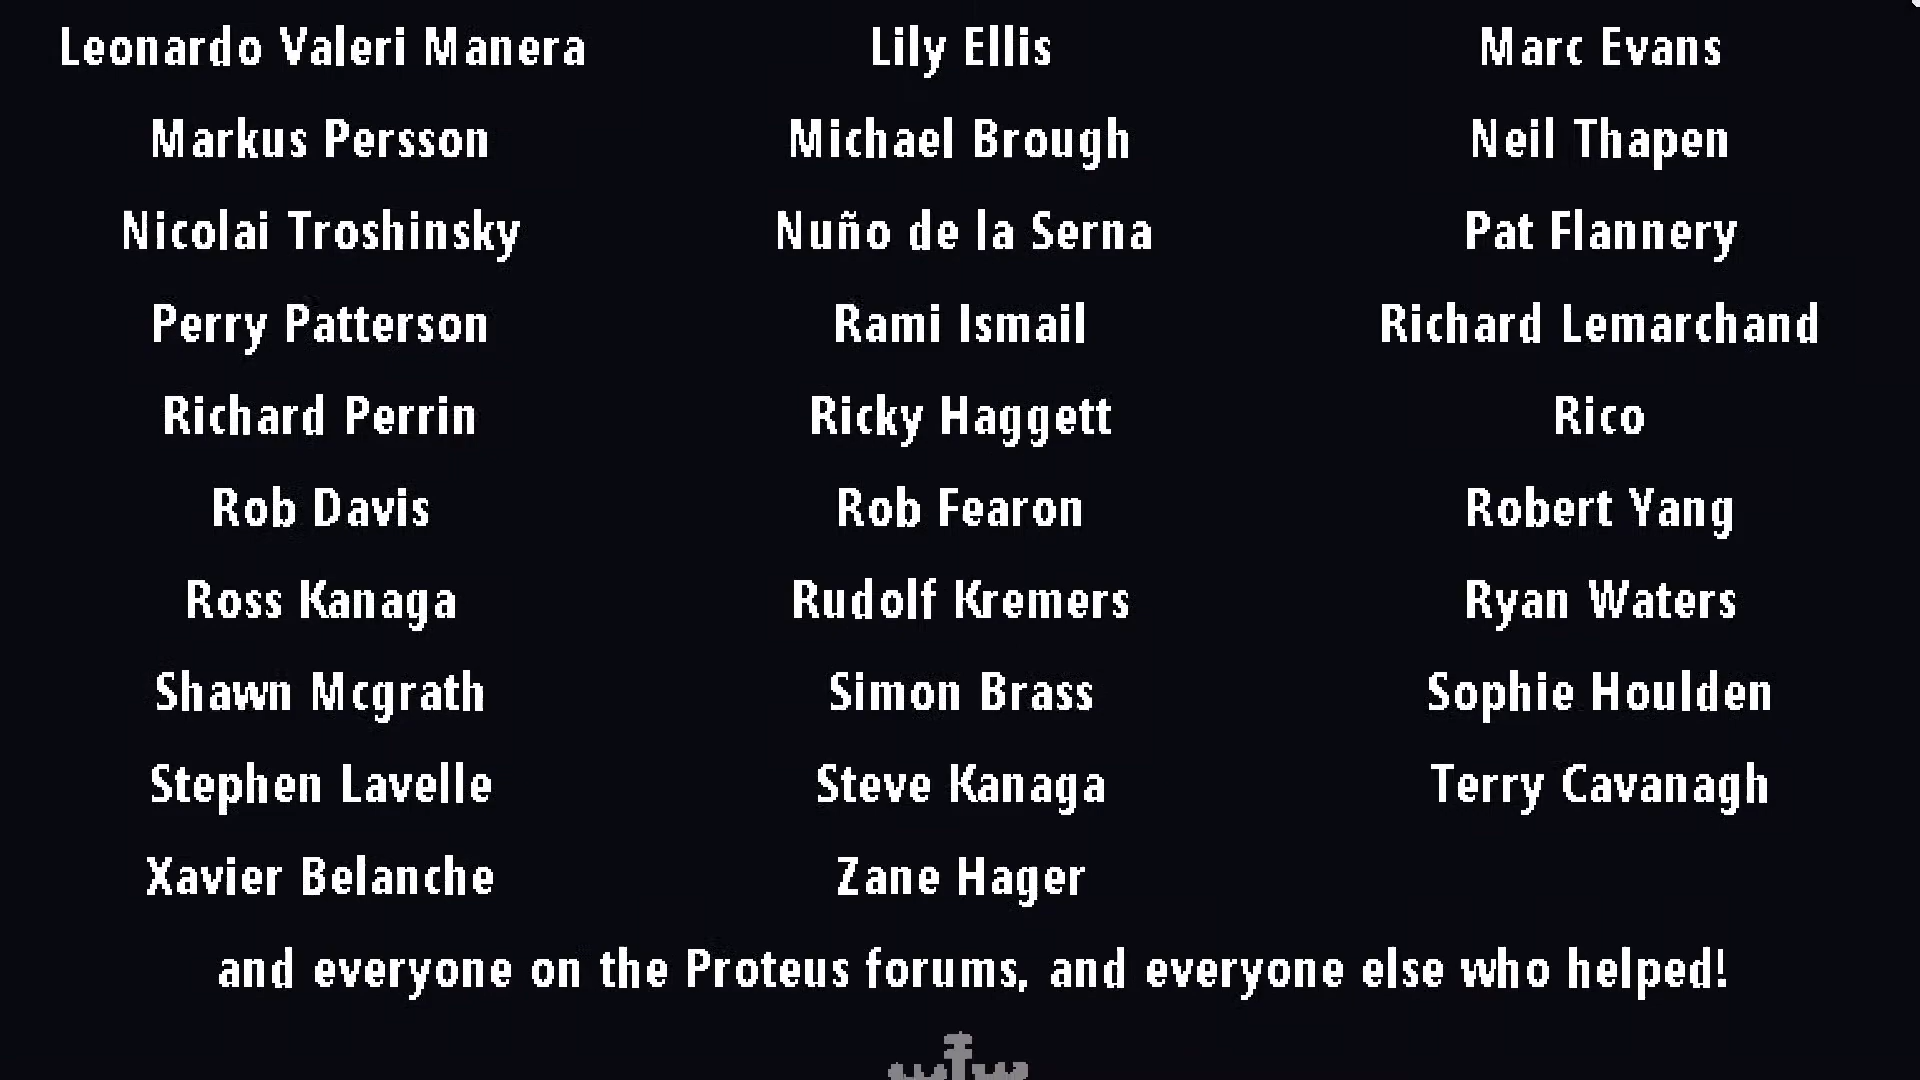 Leonardo Valeri Manera Lily Ellis Marc Evans
Markus Persson Michael Brough Neil Thapen
Nicolai Troshinsky Nuño de la Serna Pat Flannery
Perry Patterson Rami Ismail Richard Lemarchand
Richard Perrin Ricky Haggett Rico
Rob Davis Rob Fearon Robert Yang
Ross Kanaga Rudolf Kremers Ryan Waters
Shawn Mcgrath Simon Brass Sophie Houlden
Stephen Lavelle Steve Kanaga Terry Cavanagh
Xavier Belanche Zane Hager
and everyone on the Proteus forums, and everyone else who helped!